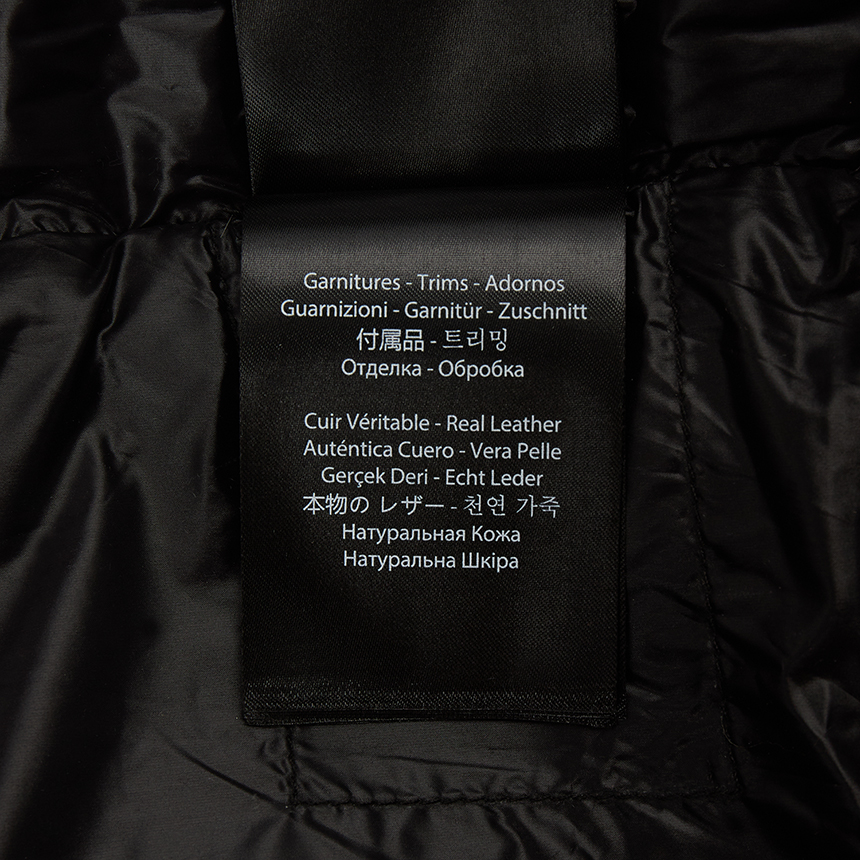 Garnitures - Trims - Adornos
Guarnizioni - Garnitür - Zuschnitt
付属品 - 트리밍
Отделка - Обробка
Cuir Véritable - Real Leather
Auténtica Cuero - Vera Pelle
Gerçek Deri - Echt Leder
本物の レザー - 천연 가죽
Натуральная Кожа
Натуральна Шкіра